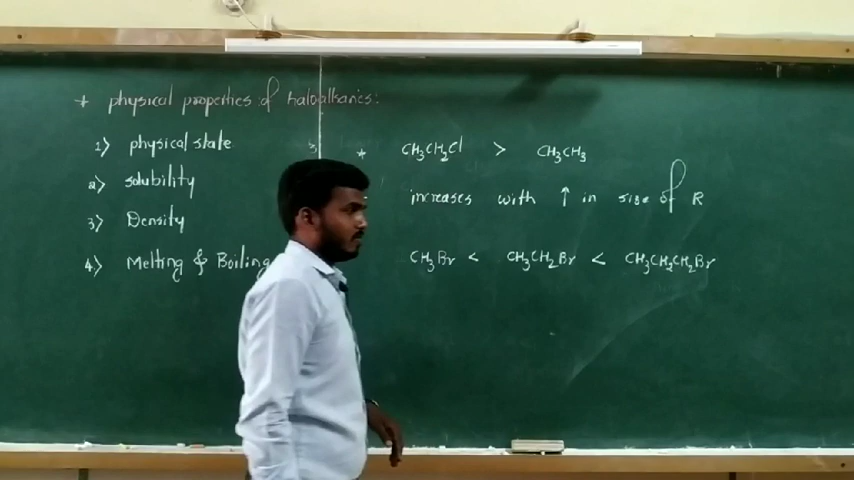 + physical properties of haloalkanes:
1) physical state
2) solubility
3) Density
4) Melting & Boiling
* CH₃CH₂Cl > CH₃CH₃
increases with ↑ in size of R
CH₃Br < CH₃CH₂Br < CH₃CH₂CH₂Br